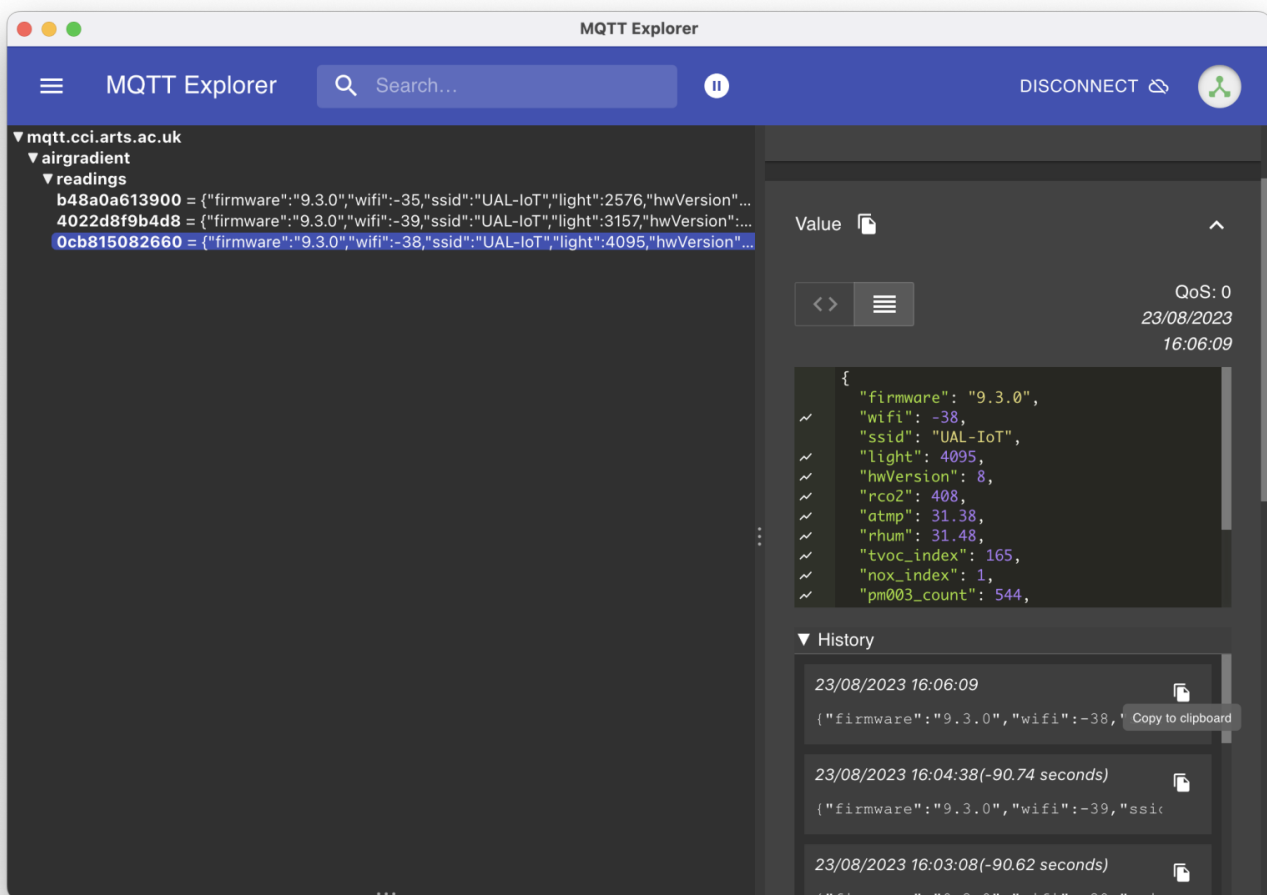 MQTT Explorer
MQTT Explorer
Search...
DISCONNECT
▼ mqtt.cci.arts.ac.uk
▼ airgradient
▼ readings
b48a0a613900 = {"firmware":"9.3.0","wifi":-35,"ssid":"UAL-IoT","light":2576,"hwVersion"...
4022d8f9b4d8 = {"firmware":"9.3.0","wifi":-39,"ssid":"UAL-IoT","light":3157,"hwVersion":...
0cb815082660 = {"firmware":"9.3.0","wifi":-38,"ssid":"UAL-IoT","light":4095,"hwVersion"...
Value
QoS: 0
23/08/2023
16:06:09
{
"firmware": "9.3.0",
"wifi": -38,
"ssid": "UAL-IoT",
"light": 4095,
"hwVersion": 8,
"rco2": 408,
"atmp": 31.38,
"rhum": 31.48,
"tvoc_index": 165,
"nox_index": 1,
"pm003_count": 544,
▼ History
23/08/2023 16:06:09
{"firmware":"9.3.0","wifi":-38,"
Copy to clipboard
23/08/2023 16:04:38(-90.74 seconds)
{"firmware":"9.3.0","wifi":-39,"ssid
23/08/2023 16:03:08(-90.62 seconds)